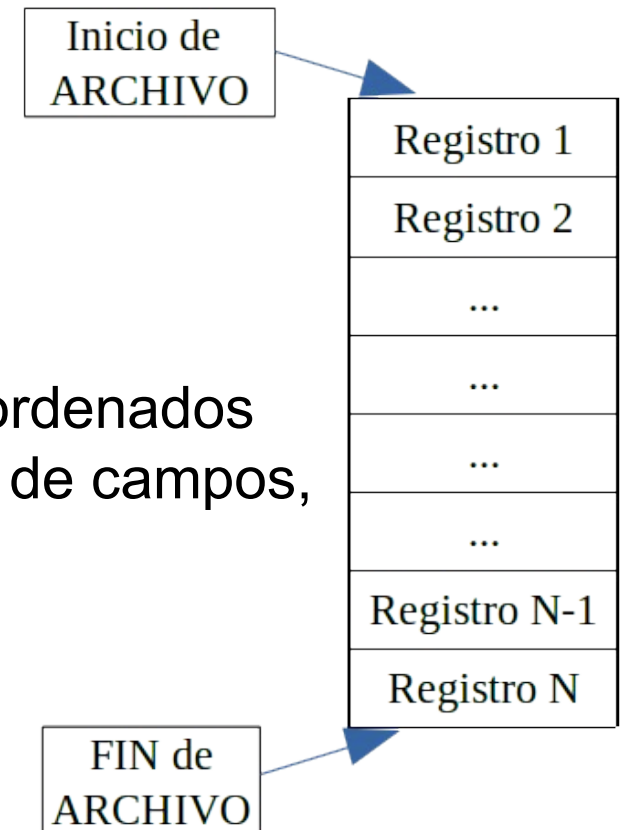 Inicio de
ARCHIVO
Registro 1
Registro 2
...
...
ordenados
de campos,
...
...
Registro N-1
Registro N
FIN de
ARCHIVO